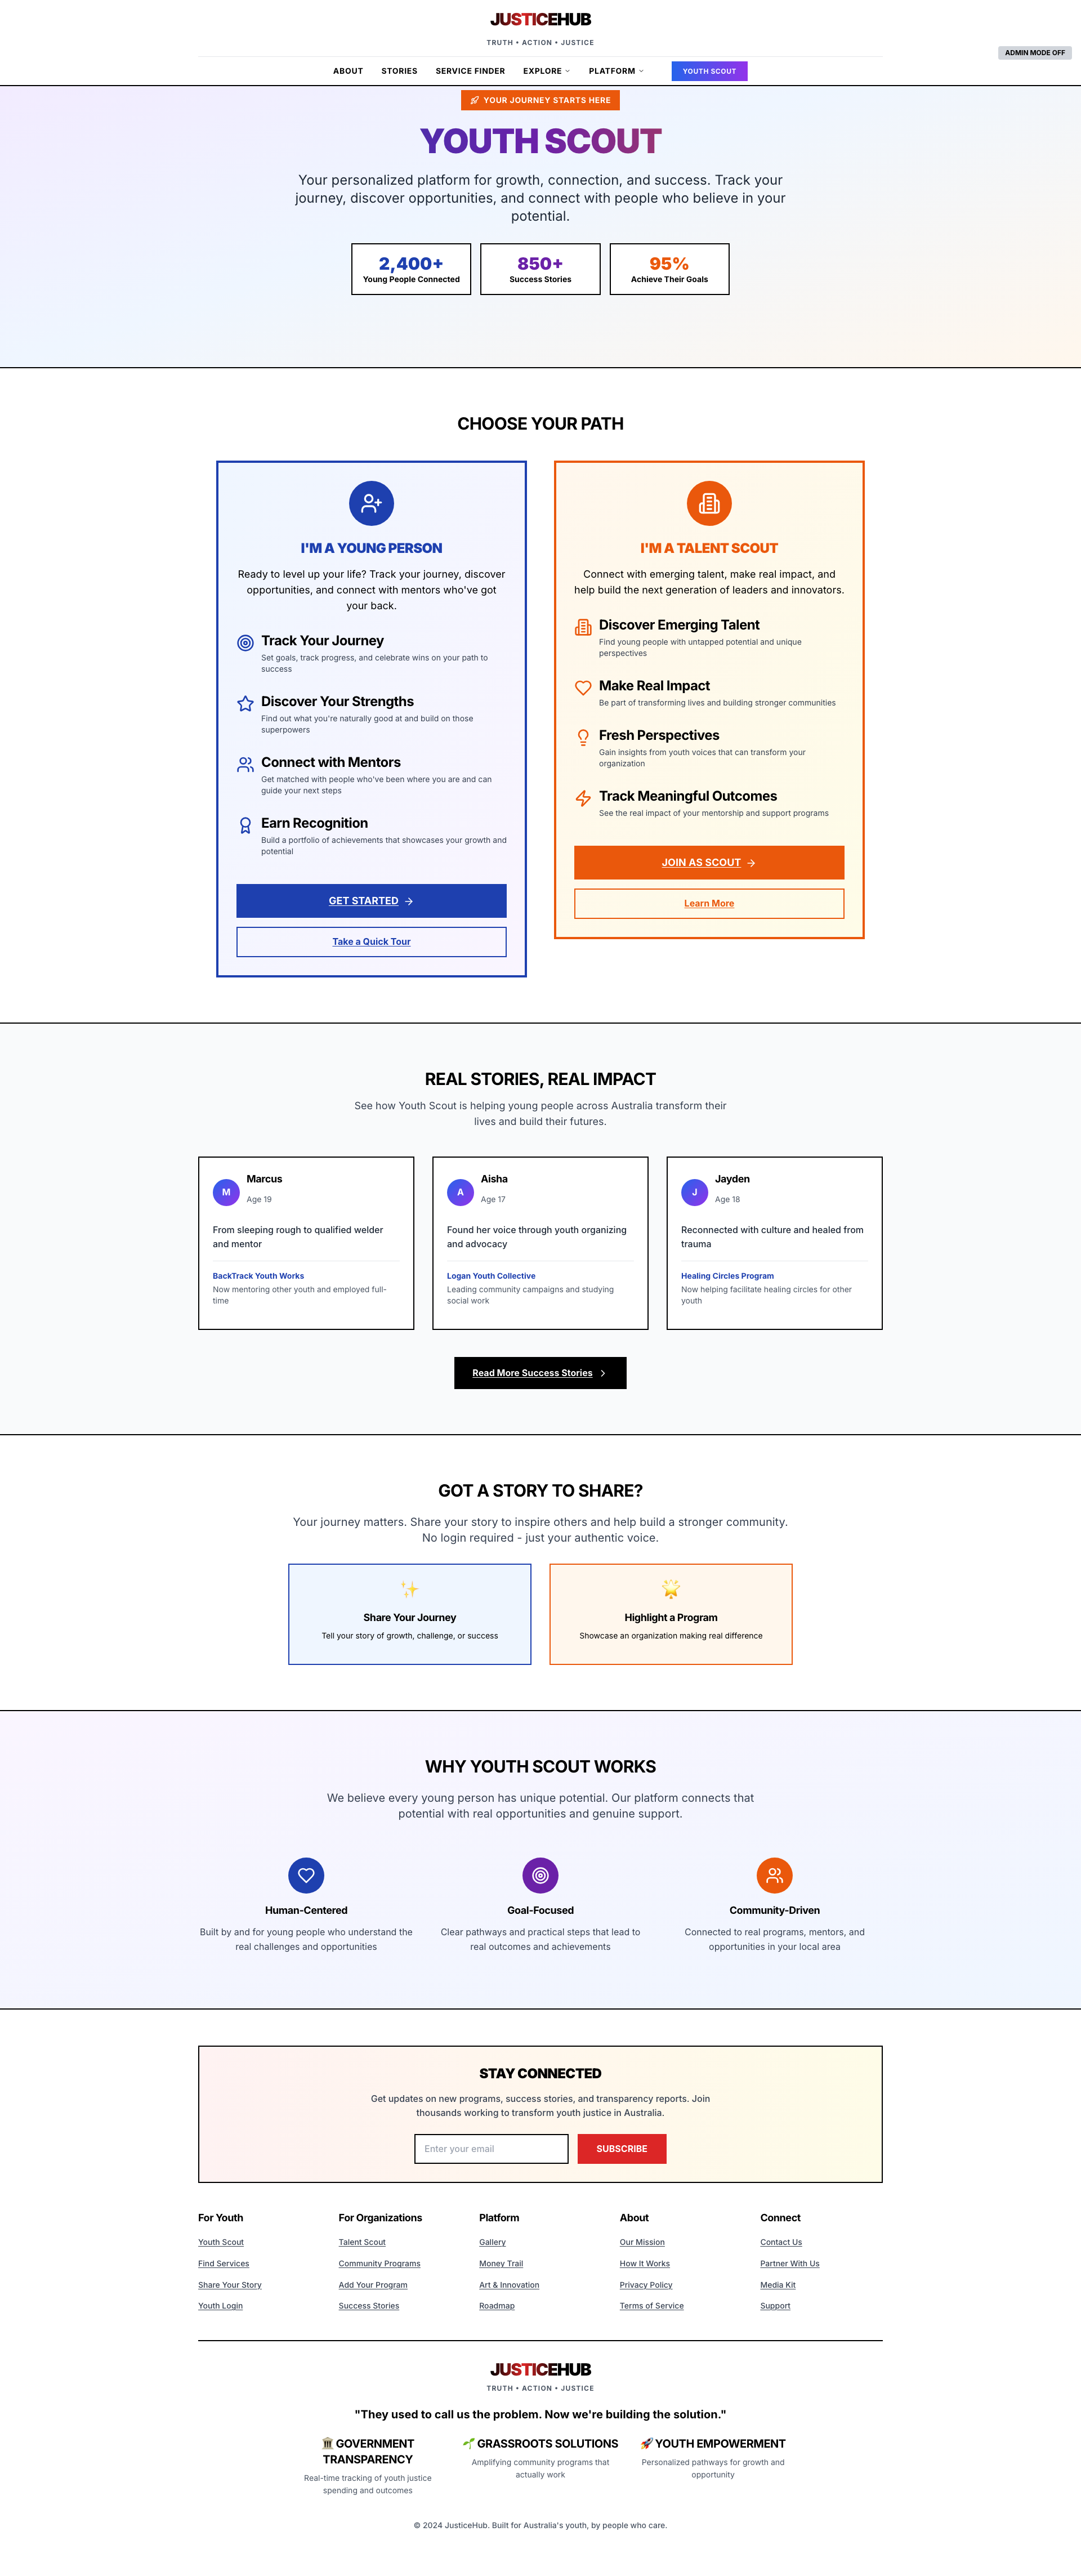 JUSTICEHUB
TRUTH • ACTION • JUSTICE
ADMIN MODE OFF
ABOUT
STORIES
SERVICE FINDER
EXPLORE
PLATFORM
YOUTH SCOUT
YOUR JOURNEY STARTS HERE
YOUTH SCOUT
Your personalized platform for growth, connection, and success. Track your
journey, discover opportunities, and connect with people who believe in your
potential.
2,400+
Young People Connected
850+
Success Stories
95%
Achieve Their Goals
CHOOSE YOUR PATH
I'M A YOUNG PERSON
Ready to level up your life? Track your journey, discover
opportunities, and connect with mentors who've got
your back.
Track Your Journey
Set goals, track progress, and celebrate wins on your path to
success
Discover Your Strengths
Find out what you're naturally good at and build on those
superpowers
Connect with Mentors
Get matched with people who've been where you are and can
guide your next steps
Earn Recognition
Build a portfolio of achievements that showcases your growth and
potential
GET STARTED
Take a Quick Tour
I'M A TALENT SCOUT
Connect with emerging talent, make real impact, and
help build the next generation of leaders and innovators.
Discover Emerging Talent
Find young people with untapped potential and unique
perspectives
Make Real Impact
Be part of transforming lives and building stronger communities
Fresh Perspectives
Gain insights from youth voices that can transform your
organization
Track Meaningful Outcomes
See the real impact of your mentorship and support programs
JOIN AS SCOUT
Learn More
REAL STORIES, REAL IMPACT
See how Youth Scout is helping young people across Australia transform their
lives and build their futures.
M
Marcus
Age 19
From sleeping rough to qualified welder
and mentor
BackTrack Youth Works
Now mentoring other youth and employed full-
time
A
Aisha
Age 17
Found her voice through youth organizing
and advocacy
Logan Youth Collective
Leading community campaigns and studying
social work
J
Jayden
Age 18
Reconnected with culture and healed from
trauma
Healing Circles Program
Now helping facilitate healing circles for other
youth
Read More Success Stories
GOT A STORY TO SHARE?
Your journey matters. Share your story to inspire others and help build a stronger community.
No login required - just your authentic voice.
Share Your Journey
Tell your story of growth, challenge, or success
Highlight a Program
Showcase an organization making real difference
WHY YOUTH SCOUT WORKS
We believe every young person has unique potential. Our platform connects that
potential with real opportunities and genuine support.
Human-Centered
Built by and for young people who understand the
real challenges and opportunities
Goal-Focused
Clear pathways and practical steps that lead to
real outcomes and achievements
Community-Driven
Connected to real programs, mentors, and
opportunities in your local area
STAY CONNECTED
Get updates on new programs, success stories, and transparency reports. Join
thousands working to transform youth justice in Australia.
Enter your email
SUBSCRIBE
For Youth
Youth Scout
Find Services
Share Your Story
Youth Login
For Organizations
Talent Scout
Community Programs
Add Your Program
Success Stories
Platform
Gallery
Money Trail
Art & Innovation
Roadmap
About
Our Mission
How It Works
Privacy Policy
Terms of Service
Connect
Contact Us
Partner With Us
Media Kit
Support
JUSTICEHUB
TRUTH • ACTION • JUSTICE
"They used to call us the problem. Now we're building the solution."
GOVERNMENT
TRANSPARENCY
Real-time tracking of youth justice
spending and outcomes
GRASSROOTS SOLUTIONS
Amplifying community programs that
actually work
YOUTH EMPOWERMENT
Personalized pathways for growth and
opportunity
© 2024 JusticeHub. Built for Australia's youth, by people who care.